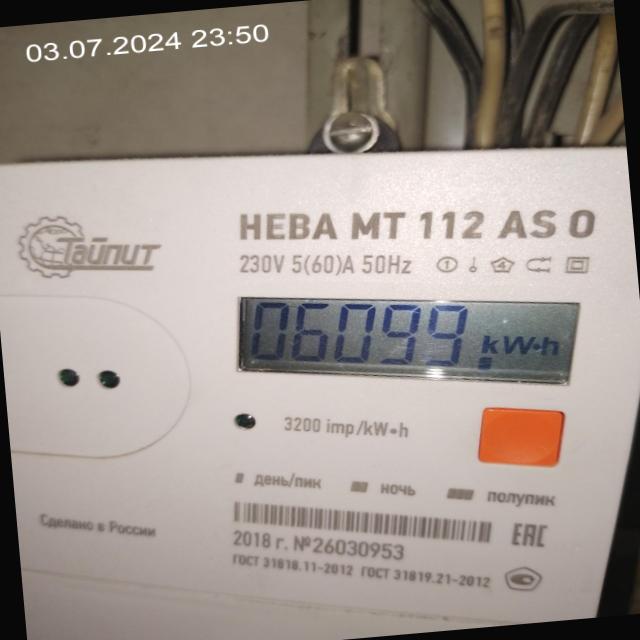 03.07.2024 23:50
Тайпит
НЕВА МТ 112 AS O
230V 5(60)A 50Hz
06099 kW•h
3200 imp/kW•h
день/пик ночь полупик
Сделано в России
2018 г. №26030953
EAC
ГОСТ 31818.11-2012 ГОСТ 31819.21-2012